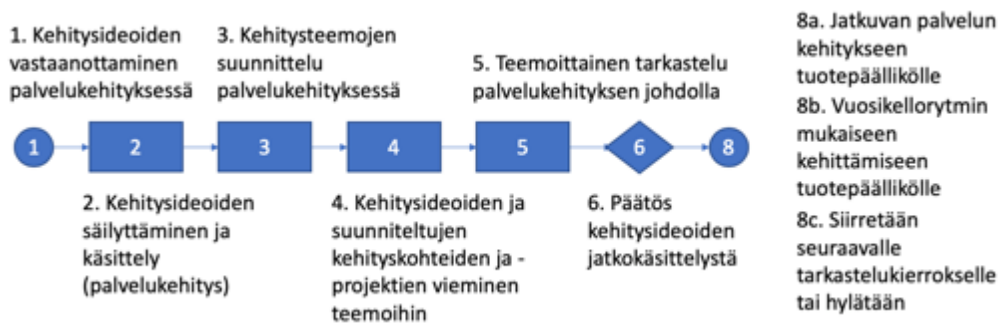 1. Kehitysideoiden
vastaanottaminen
palvelukehityksessä
3. Kehitysteemojen
suunnittelu
palvelukehityksessä
5. Teemoittainen tarkastelu
palvelukehityksen johdolla
1
2
3
4
5
6
8
2. Kehitysideoiden
säilyttäminen ja
käsittely
(palvelukehitys)
4. Kehitysideoiden ja
suunniteltujen
kehityskohteiden ja -
projektien vieminen
teemoihin
6. Päätös
kehitysideoiden
jatkokäsittelystä
8a. Jatkuvan palvelun
kehitykseen
tuotepäällikölle
8b. Vuosikellorytmin
mukaiseen
kehittämiseen
tuotepäällikölle
8c. Siirretään
seuraavalle
tarkastelukierrokselle
tai hylätään